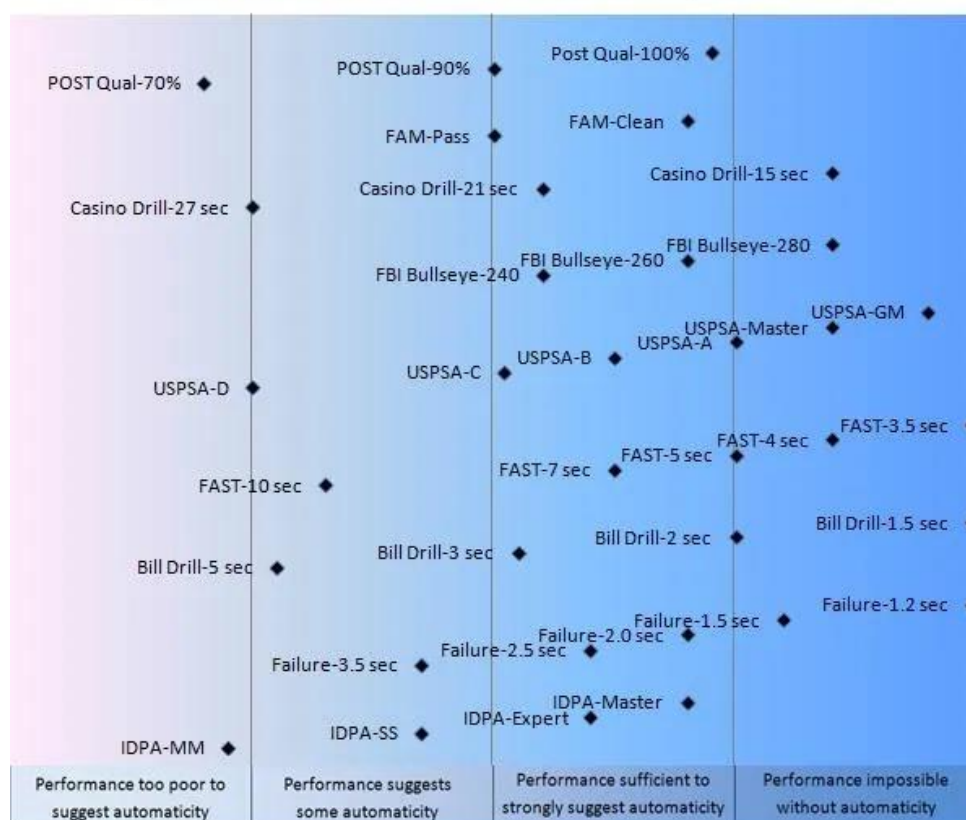 Post Qual-100%
POST Qual-90%
POST Qual-70%
FAM-Clean
FAM-Pass
Casino Drill-15 sec
Casino Drill-21 sec
Casino Drill-27 sec
FBI Bullseye-280
FBI Bullseye-260
FBI Bullseye-240
USPSA-GM
USPSA-Master
USPSA-A
USPSA-B
USPSA-C
USPSA-D
FAST-3.5 sec
FAST-4 sec
FAST-5 sec
FAST-7 sec
FAST-10 sec
Bill Drill-1.5 sec
Bill Drill-2 sec
Bill Drill-3 sec
Bill Drill-5 sec
Failure-1.2 sec
Failure-1.5 sec
Failure-2.0 sec
Failure-2.5 sec
Failure-3.5 sec
IDPA-Master
IDPA-Expert
IDPA-SS
IDPA-MM
Performance too poor to
suggest automaticity
Performance suggests
some automaticity
Performance sufficient to
strongly suggest automaticity
Performance impossible
without automaticity